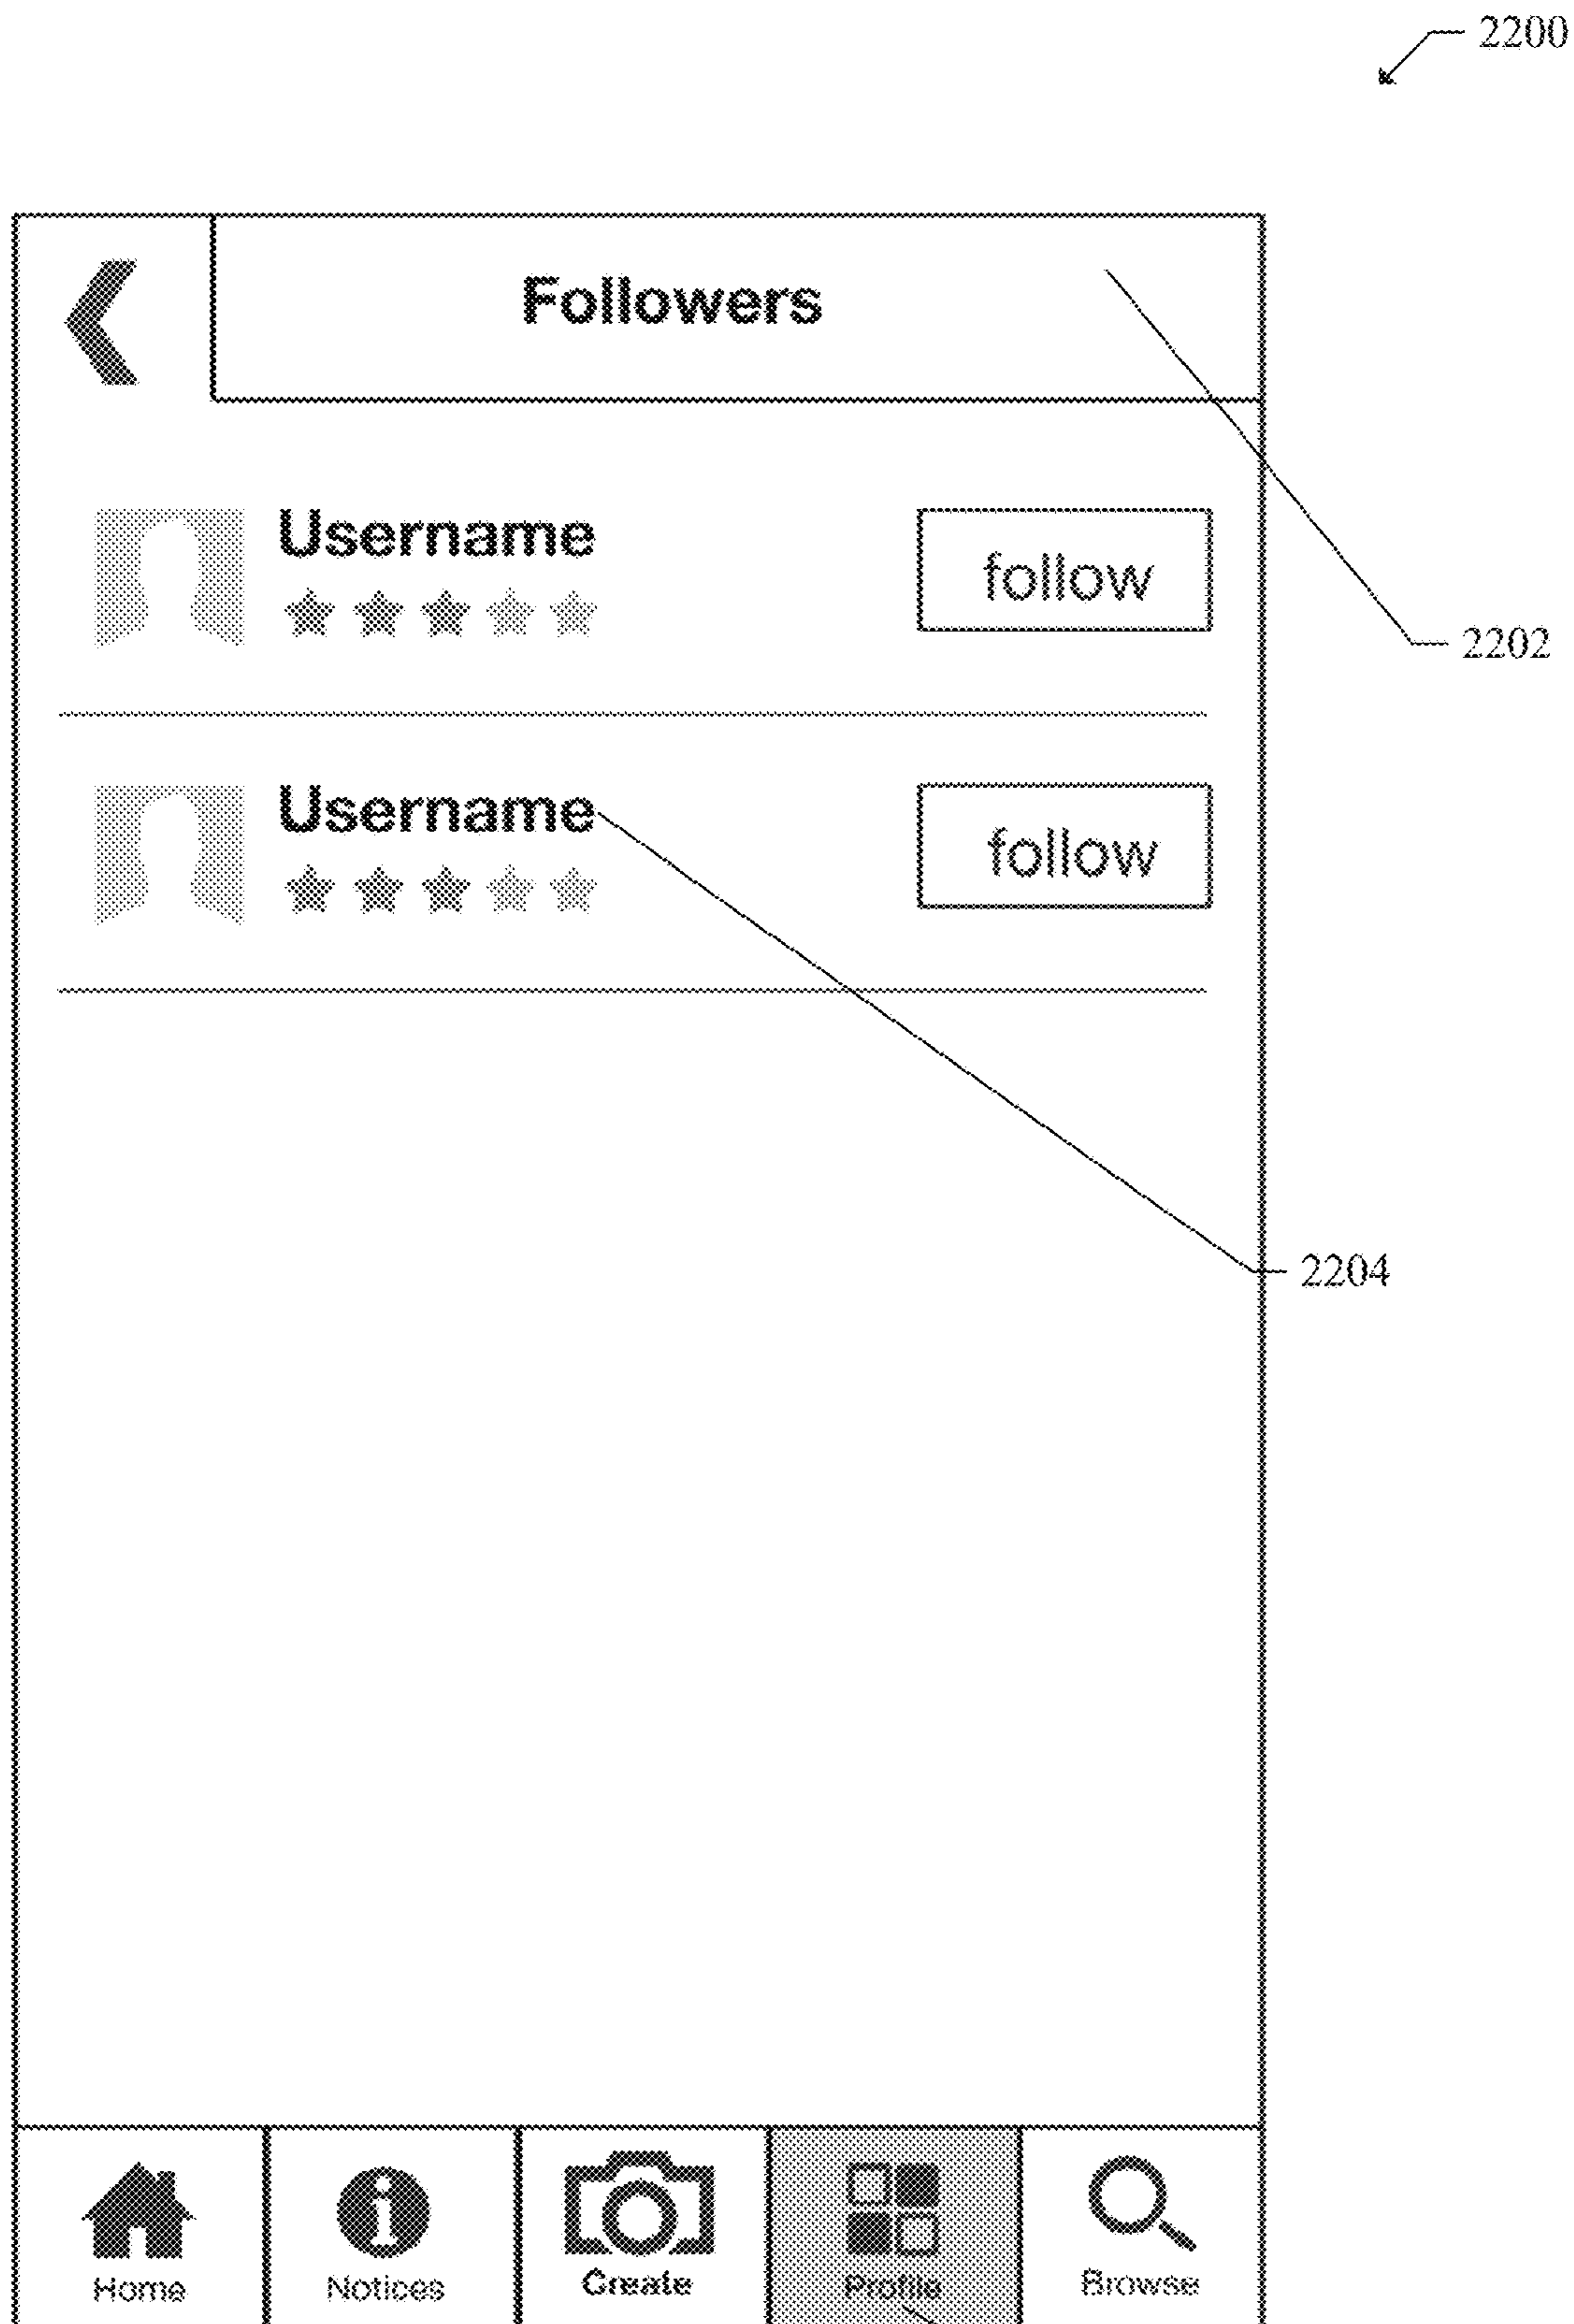 2200
Followers
Username
follow
2202
Username
follow
2204
Home Notices Create Profile Browse